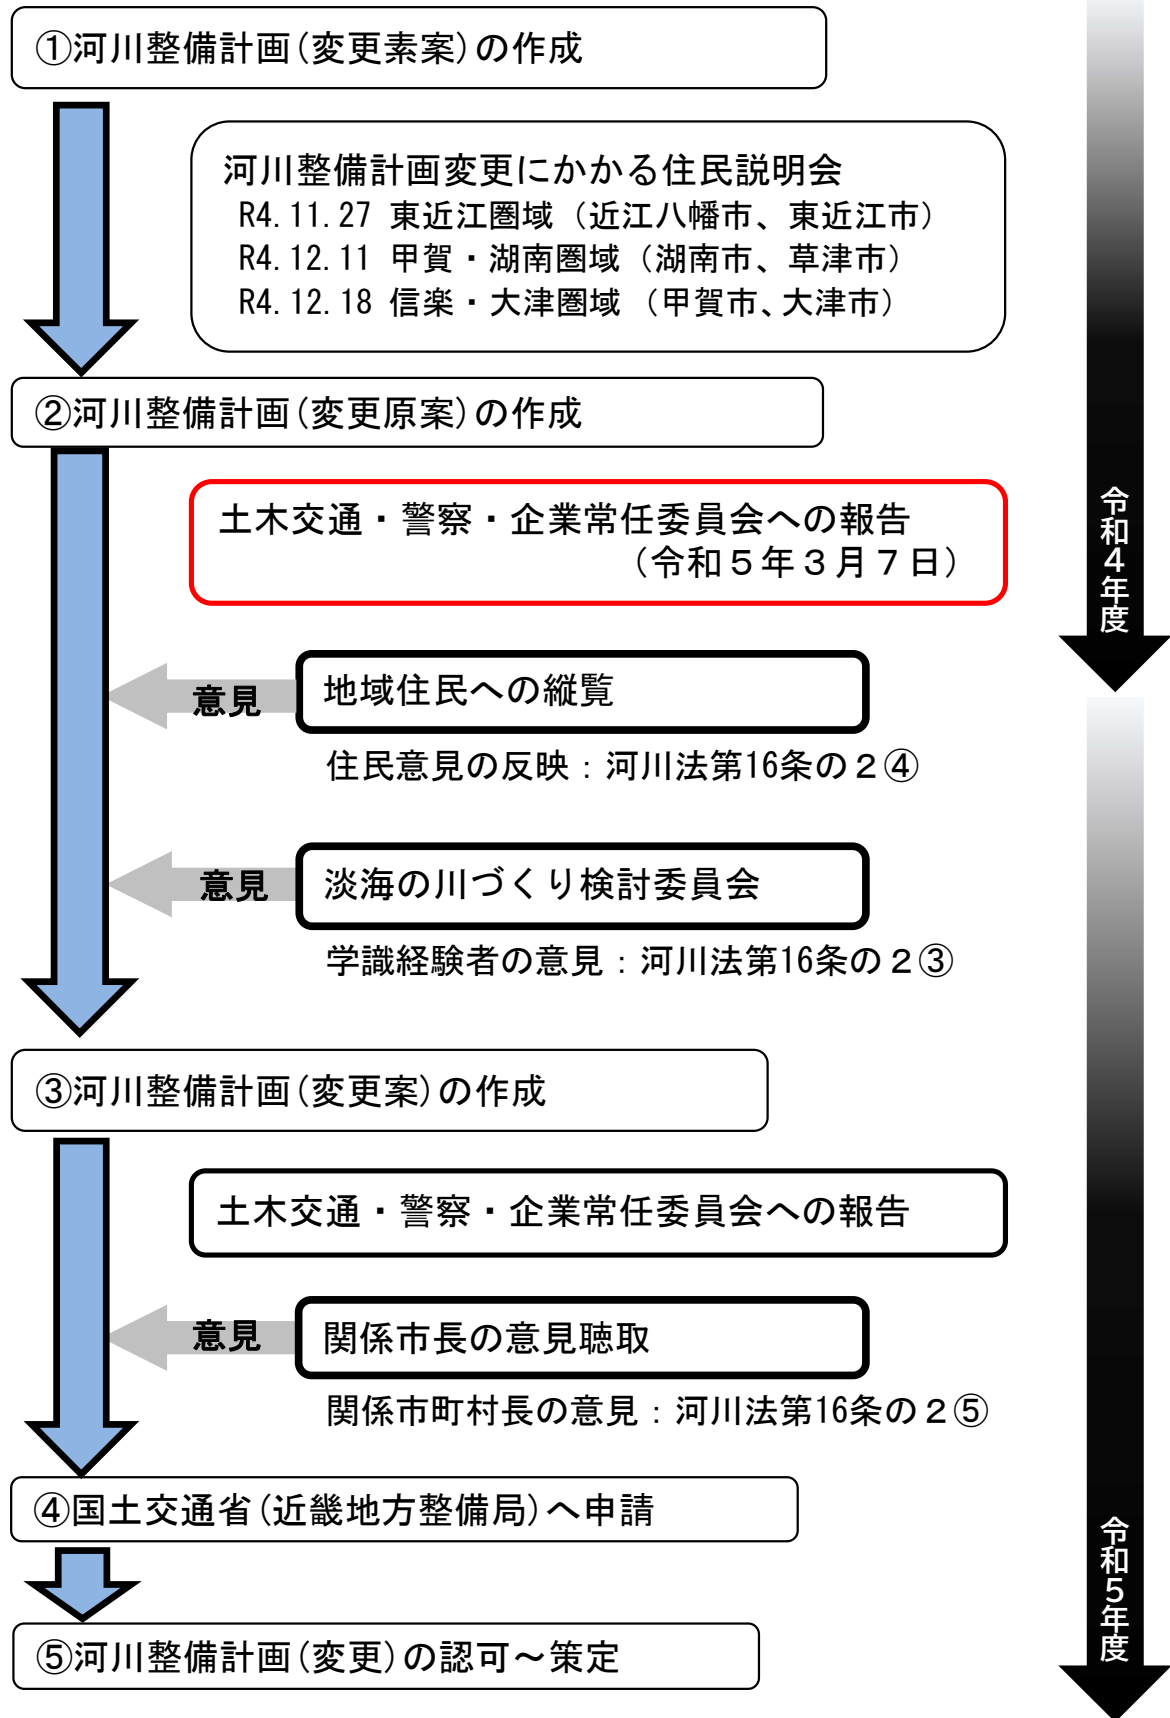 ①河川整備計画(変更素案)の作成
河川整備計画変更にかかる住民説明会
R4.11.27 東近江圏域（近江八幡市、東近江市）
R4.12.11 甲賀・湖南圏域（湖南市、草津市）
R4.12.18 信楽・大津圏域（甲賀市、大津市）
②河川整備計画(変更原案)の作成
土木交通・警察・企業常任委員会への報告
（令和５年３月７日）
令和４年度
意見
地域住民への縦覧
住民意見の反映：河川法第16条の２④
意見
淡海の川づくり検討委員会
学識経験者の意見：河川法第16条の２③
③河川整備計画(変更案)の作成
土木交通・警察・企業常任委員会への報告
意見
関係市長の意見聴取
関係市町村長の意見：河川法第16条の２⑤
④国土交通省(近畿地方整備局)へ申請
⑤河川整備計画(変更)の認可～策定
令和５年度